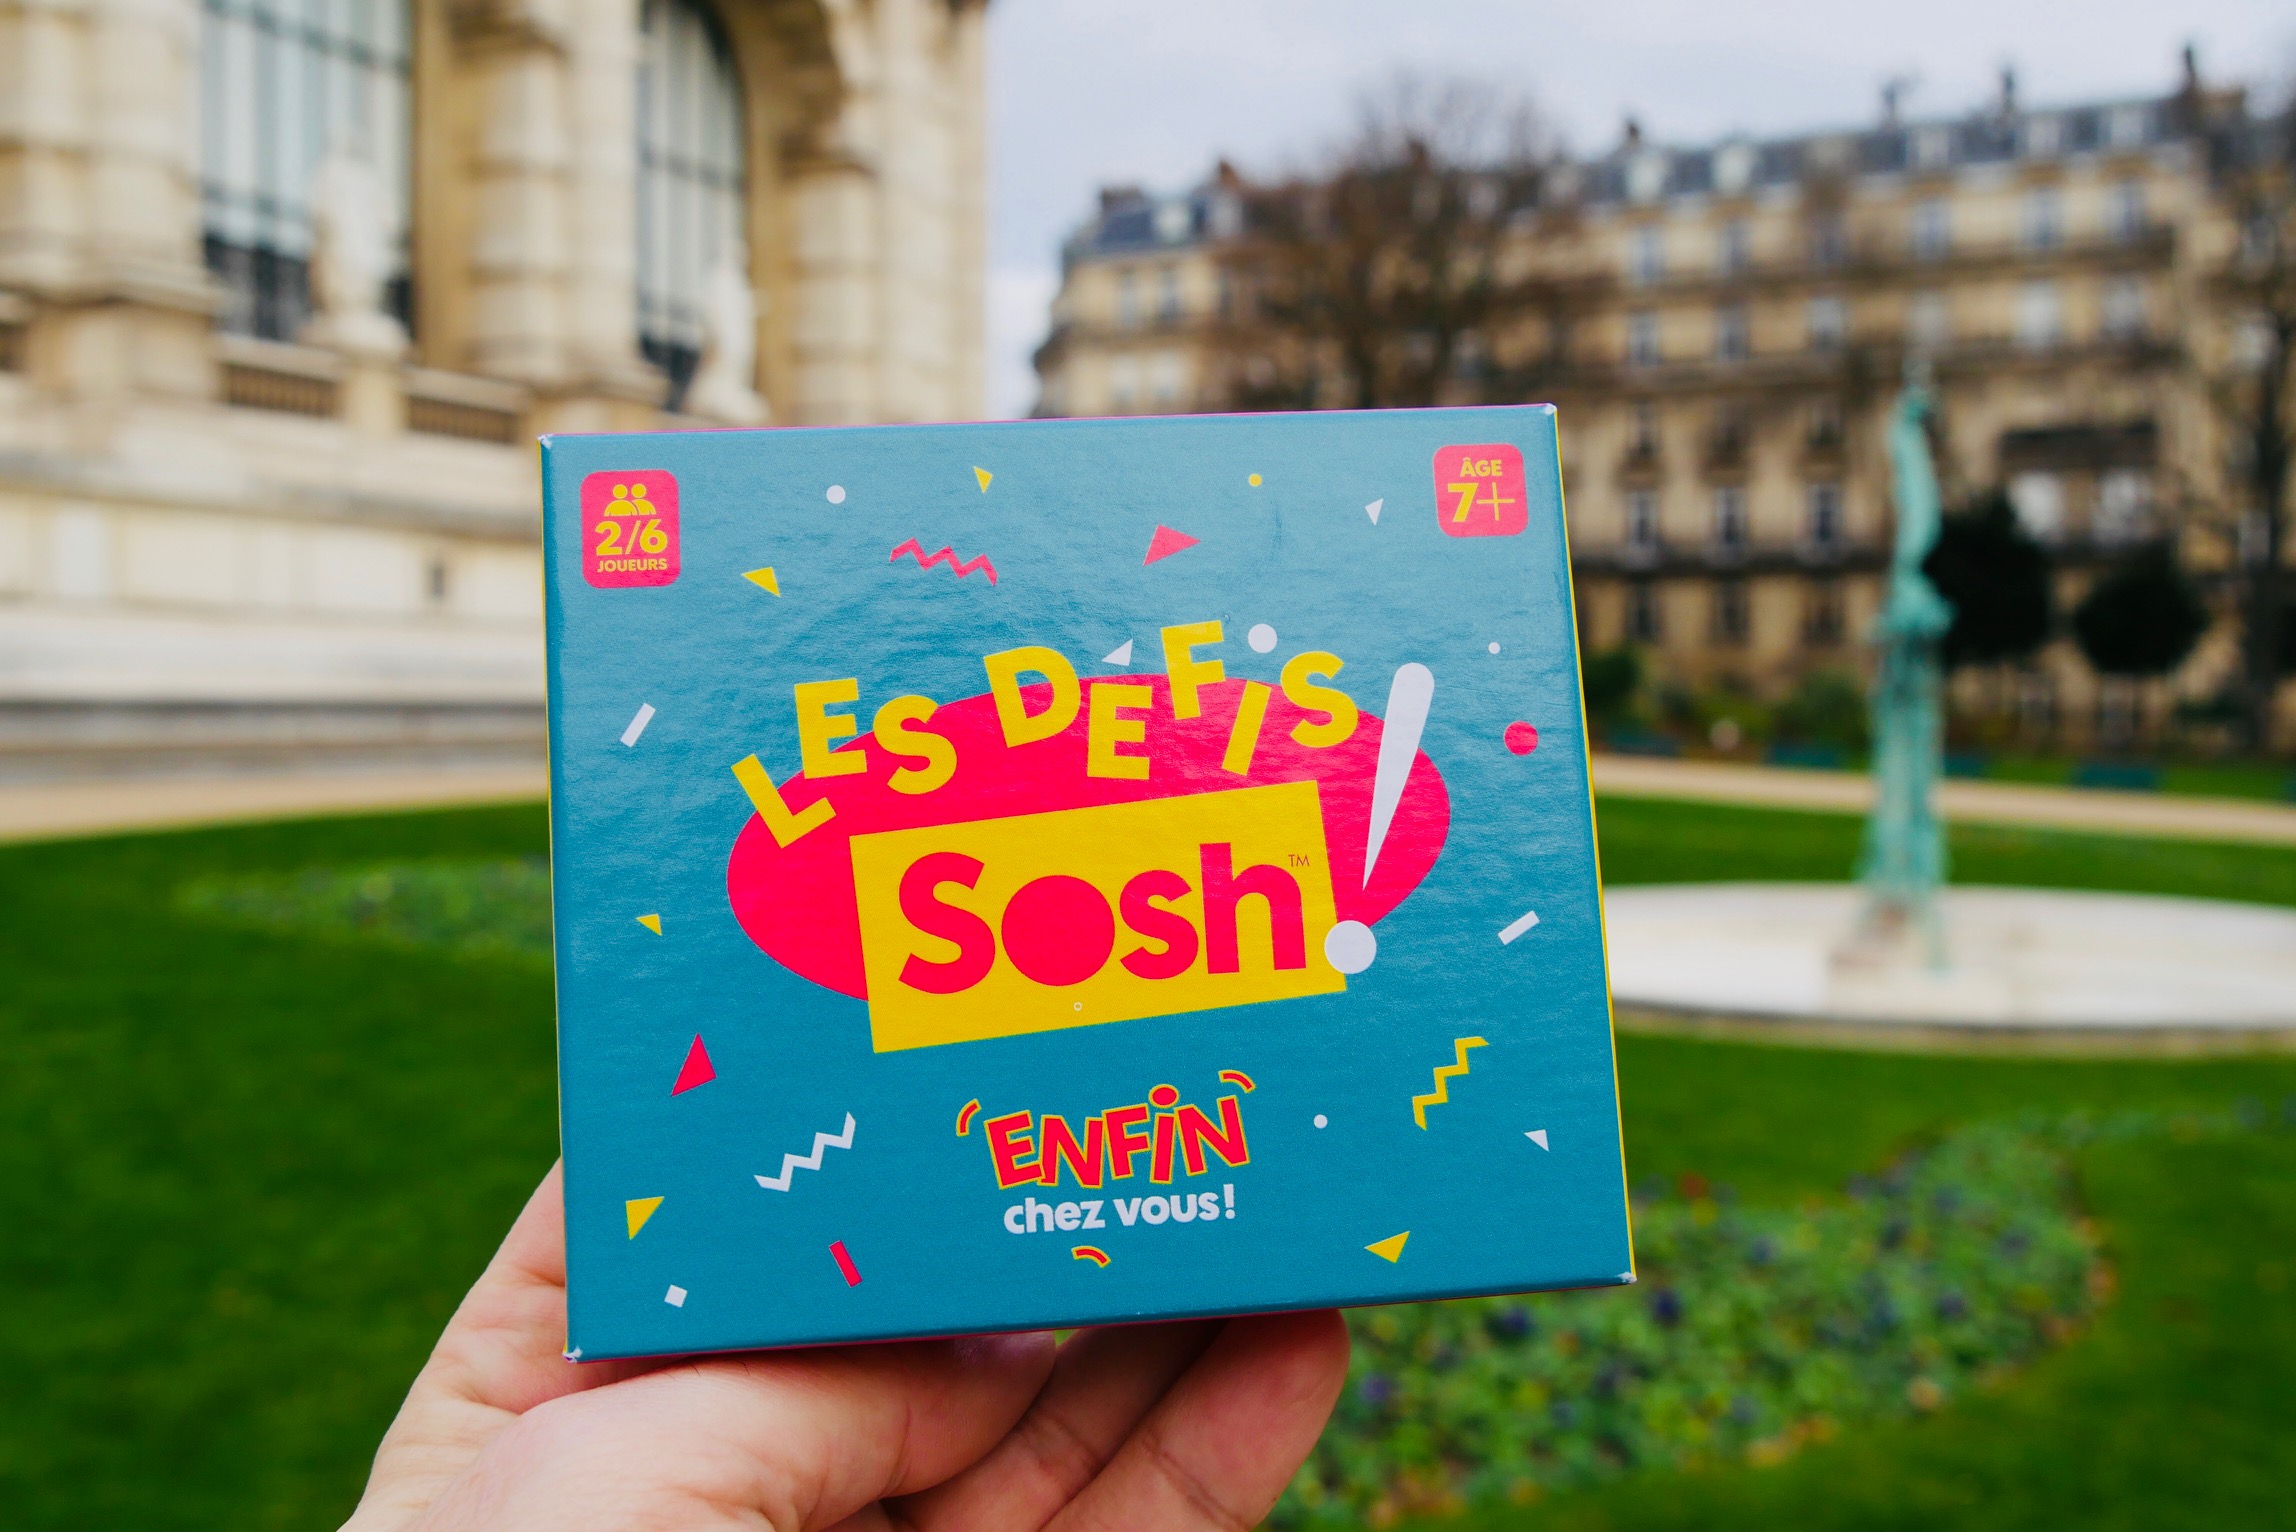 2/6
JOUEURS
ÂGE
7+
LES DEFIS
Sosh™!
ENFIN
chez vous!